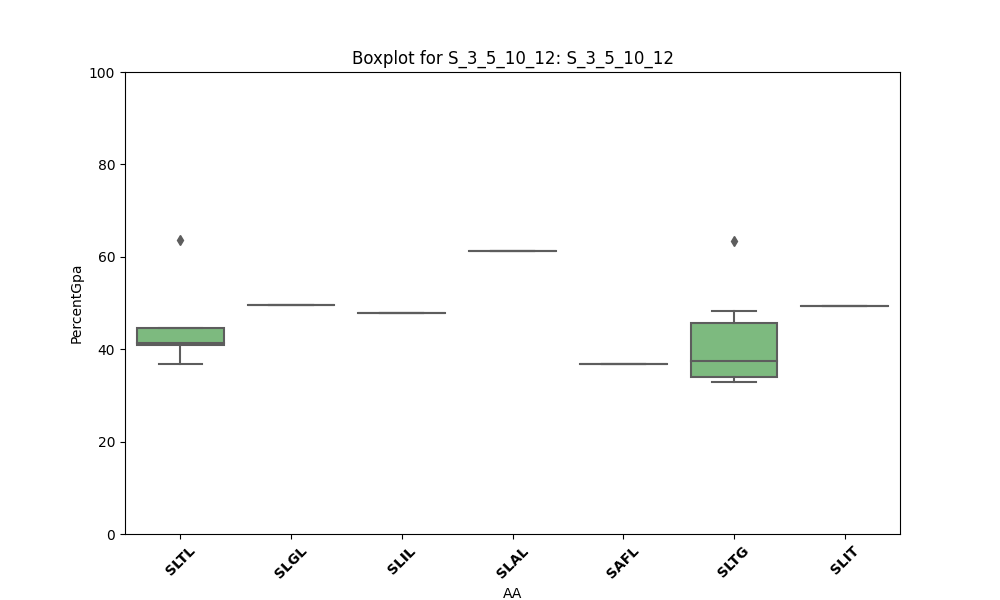 Boxplot for S_3_5_10_12: S_3_5_10_12
100
80
60
40
20
0
PercentGpa
SLTL
SLGL
SLIL
SLAL
SAFL
SLTG
SLIT
AA